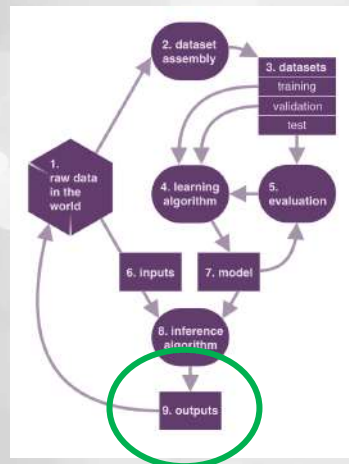 2. dataset
assembly
3. datasets
training
validation
test
1.
raw data
in the
world
4. learning
algorithm
5.
evaluation
6. inputs
7. model
8. inference
algorithm
9. outputs